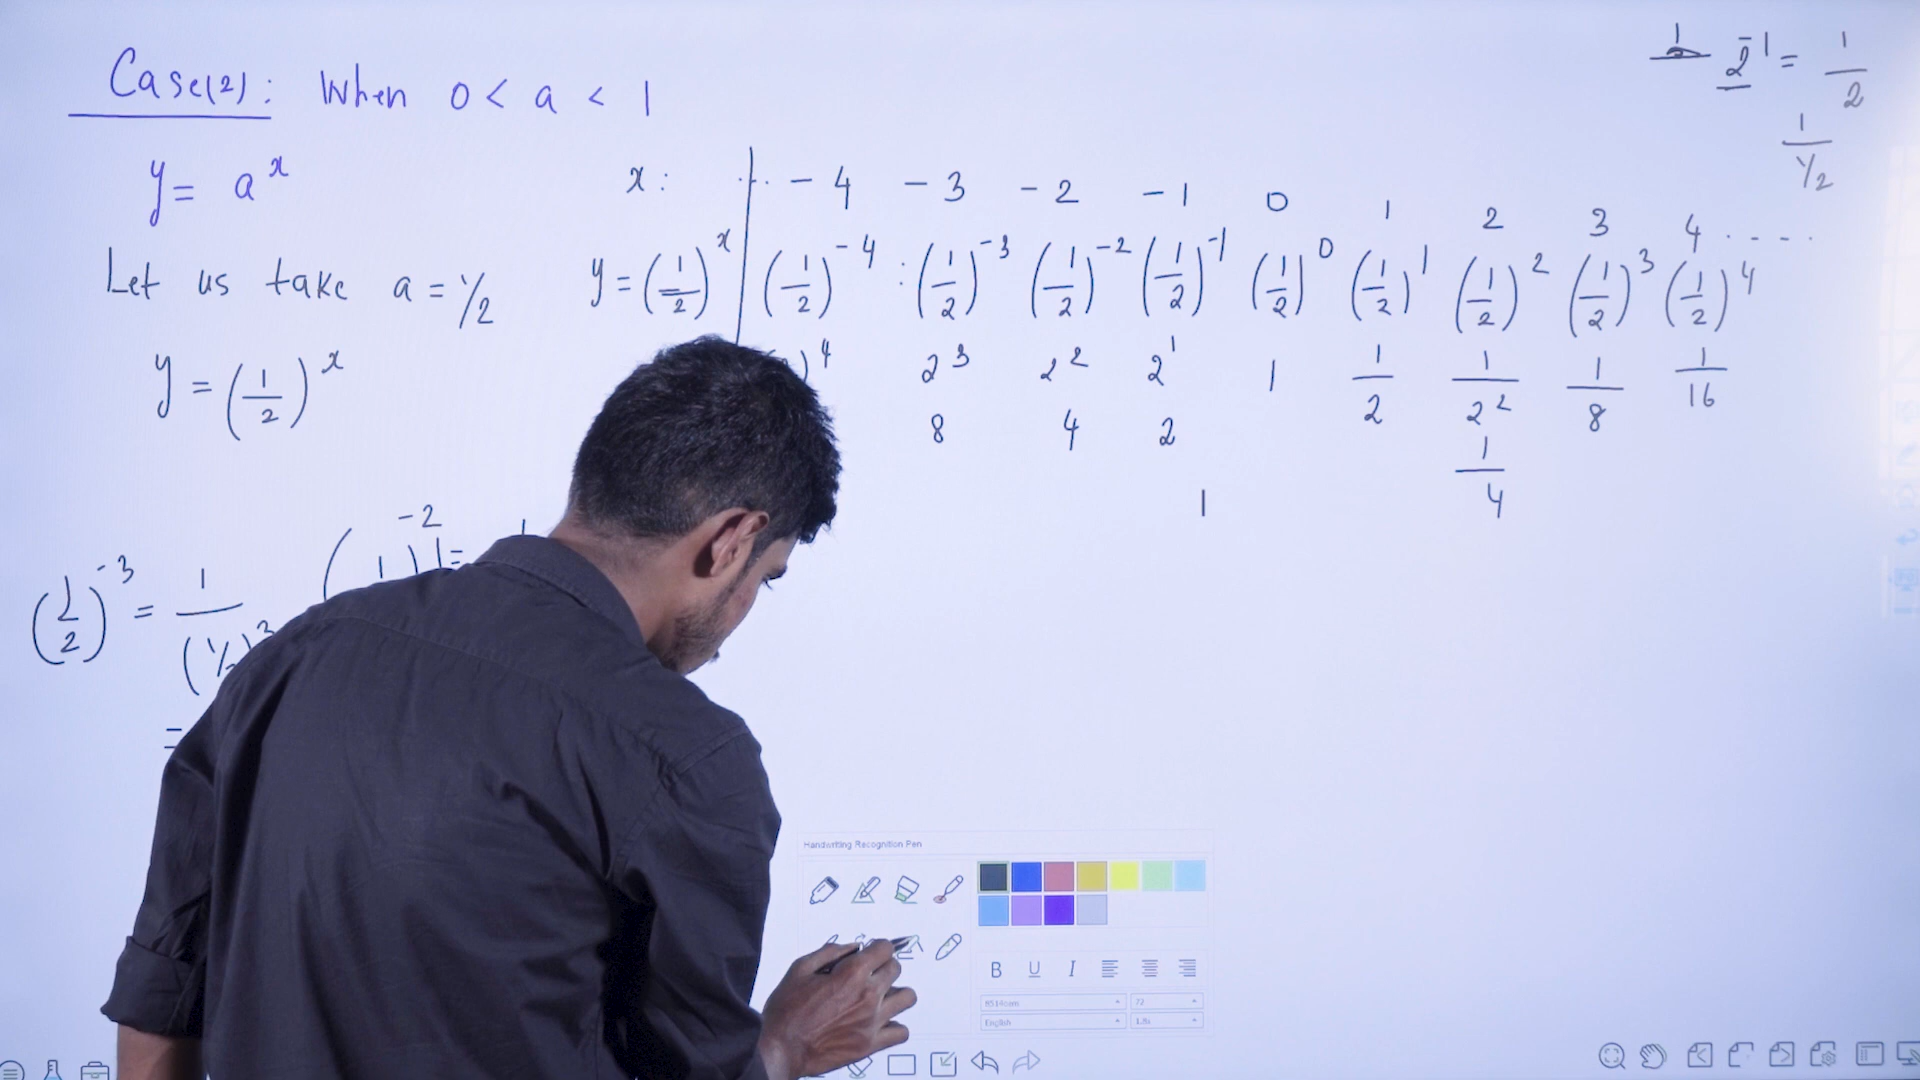 Case(2): When 0 < a < 1
2⁻¹ = 1/2
1/(1/2)
y = a^x
x: ... -4 -3 -2 -1 0 1 2 3 4 ....
Let us take a = 1/2
y = (1/2)^x (1/2)^-4 : (1/2)^-3 (1/2)^-2 (1/2)^-1 (1/2)^0 (1/2)^1 (1/2)^2 (1/2)^3 (1/2)^4
y = (1/2)^x
)^4 2^3 2^2 2^1 1 1/2 1/2^2 1/8 1/16
8 4 2 1/4
1
(1/2)^-3 = 1/(1/2)^3
-2
=
Handwriting Recognition Pen
B U I
72
English